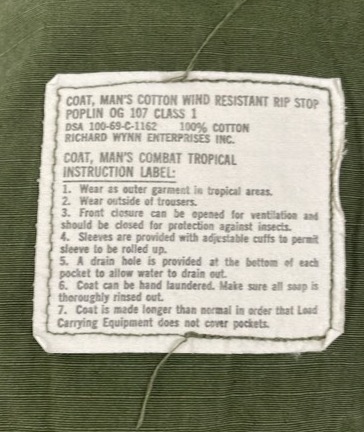 COAT, MAN'S COTTON WIND RESISTANT RIP STOP
POPLIN OG 107 CLASS 1
DSA 100-69-C-1162 100% COTTON
RICHARD WYNN ENTERPRISES INC.
COAT, MAN'S COMBAT TROPICAL
INSTRUCTION LABEL:
1. Wear as outer garment in tropical areas.
2. Wear outside of trousers.
3. Front closure can be opened for ventilation and
should be closed for protection against insects.
4. Sleeves are provided with adjustable cuffs to permit
sleeve to be rolled up.
5. A drain hole is provided at the bottom of each
pocket to allow water to drain out.
6. Coat can be hand laundered. Make sure all soap is
thoroughly rinsed out.
7. Coat is made longer than normal in order that Load
Carrying Equipment does not cover pockets.